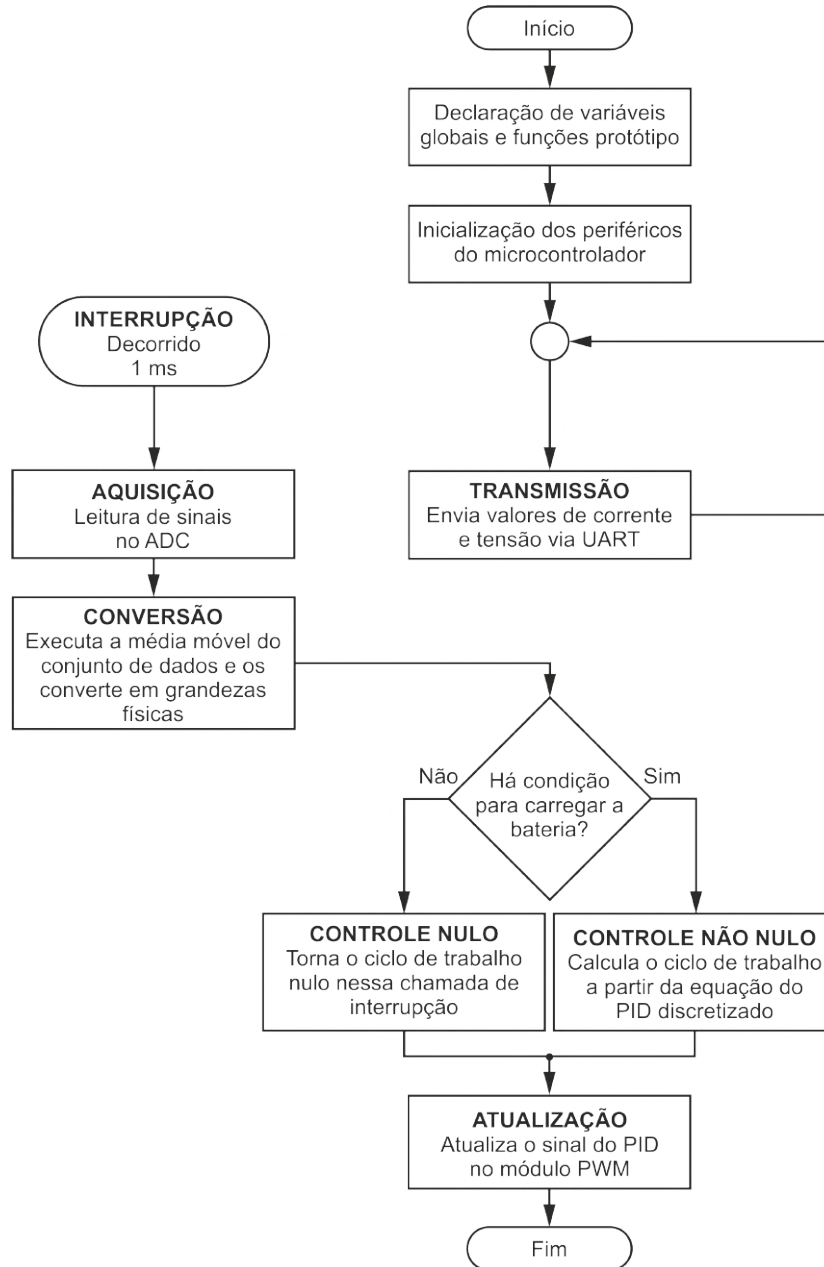 Início
Declaração de variáveis
globais e funções protótipo
Inicialização dos periféricos
do microcontrolador
INTERRUPÇÃO
Decorrido
1 ms
AQUISIÇÃO
Leitura de sinais
no ADC
TRANSMISSÃO
Envia valores de corrente
e tensão via UART
CONVERSÃO
Executa a média móvel do
conjunto de dados e os
converte em grandezas
físicas
Não
Há condição
para carregar a
bateria?
Sim
CONTROLE NULO
Torna o ciclo de trabalho
nulo nessa chamada de
interrupção
CONTROLE NÃO NULO
Calcula o ciclo de trabalho
a partir da equação do
PID discretizado
ATUALIZAÇÃO
Atualiza o sinal do PID
no módulo PWM
Fim